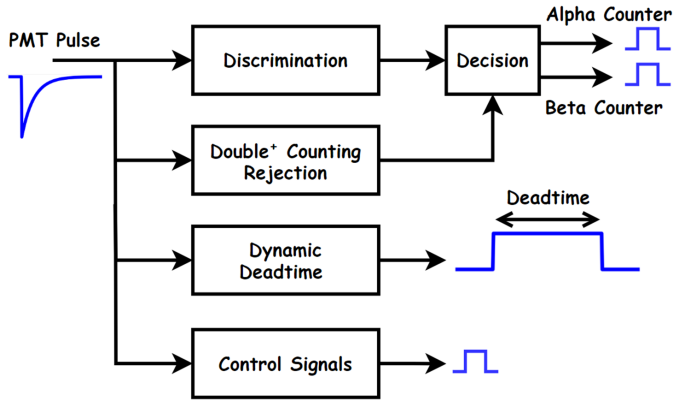 Alpha Counter
PMT Pulse
Discrimination
Decision
Beta Counter
Double⁺ Counting
Rejection
Deadtime
Dynamic
Deadtime
Control Signals